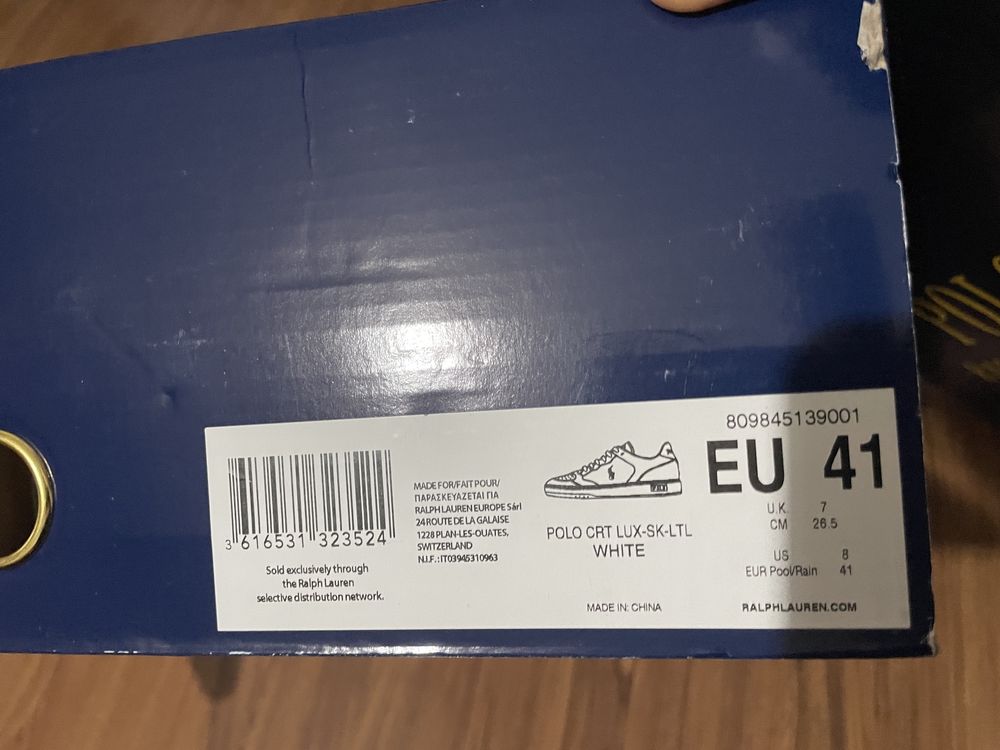 3 616531 323524
Sold exclusively through
the Ralph Lauren
selective distribution network.
MADE FOR/FAIT POUR/
ΠΑΡΑΣΚΕΥΑΖΕΤΑΙ ΓΙΑ
RALPH LAUREN EUROPE Sàrl
24 ROUTE DE LA GALAISE
1228 PLAN-LES-OUATES,
SWITZERLAND
N.I.F.:IT03945310963
POLO CRT LUX-SK-LTL
WHITE
MADE IN: CHINA
809845139001
EU 41
U.K. 7
CM 26.5
US 8
EUR Pool/Rain 41
RALPHLAUREN.COM